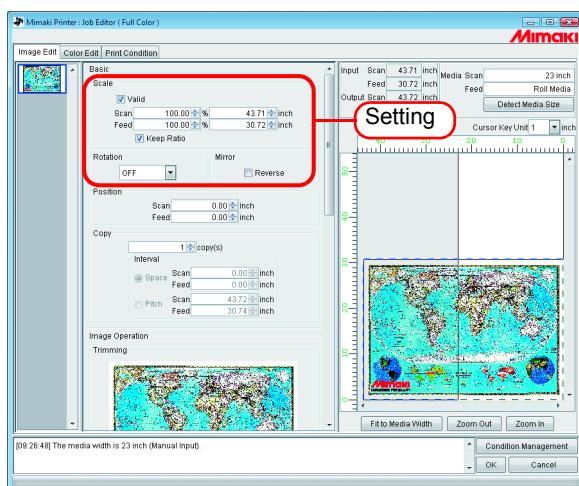 Mimaki Printer : Job Editor ( Full Color )
Mimaki
Image Edit Color Edit Print Condition
Basic
Scale
Valid
Scan 100.00 % 43.71 inch
Feed 100.00 % 30.72 inch
Keep Ratio
Rotation Mirror
OFF Reverse
Position
Scan 0.00 inch
Feed 0.00 inch
Copy
1 copy(s)
Interval
Space Scan 0.00 inch
Feed 0.00 inch
Pitch Scan 43.72 inch
Feed 30.74 inch
Image Operation
Trimming
Input Scan 43.71 inch Media Scan 23 inch
Feed 30.72 inch Feed Roll Media
Output Scan 43.72 inch Detect Media Size
Setting
Cursor Key Unit 1 inch
40 30 20 10 0
Mimaki
Fit to Media Width Zoom Out Zoom In
[09:26:48] The media width is 23 inch (Manual Input).
Condition Management
OK Cancel